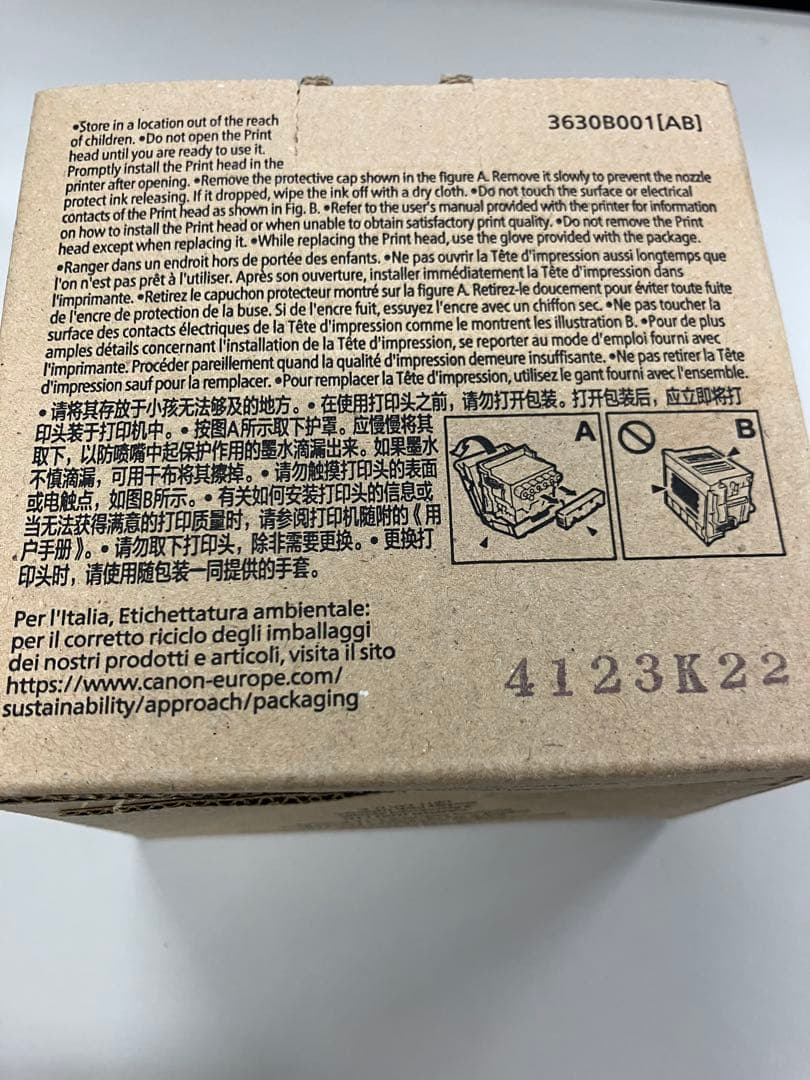 •Store in a location out of the reach
of children. •Do not open the Print
head until you are ready to use it.
Promptly install the Print head in the
printer after opening. •Remove the protective cap shown in the figure A. Remove it slowly to prevent the nozzle
protect ink releasing. If it dropped, wipe the ink off with a dry cloth. •Do not touch the surface or electrical
contacts of the Print head as shown in Fig. B. •Refer to the user's manual provided with the printer for information
on how to install the Print head or when unable to obtain satisfactory print quality. •Do not remove the Print
head except when replacing it. •While replacing the Print head, use the glove provided with the package.
3630B001[AB]
•Ranger dans un endroit hors de portée des enfants. •Ne pas ouvrir la Tête d'impression aussi longtemps que
l'on n'est pas prêt à l'utiliser. Après son ouverture, installer immédiatement la Tête d'impression dans
l'imprimante. •Retirez le capuchon protecteur montré sur la figure A. Retirez-le doucement pour éviter toute fuite
de l'encre de protection de la buse. Si de l'encre fuit, essuyez l'encre avec un chiffon sec. •Ne pas toucher la
surface des contacts électriques de la Tête d'impression comme le montrent les illustration B. •Pour de plus
amples détails concernant l'installation de la Tête d'impression, se reporter au mode d'emploi fourni avec
l'imprimante. Procéder pareillement quand la qualité d'impression demeure insuffisante. •Ne pas retirer la Tête
d'impression sauf pour la remplacer. •Pour remplacer la Tête d'impression, utilisez le gant fourni avec l'ensemble.
•请将其存放于小孩无法够及的地方。•在使用打印头之前，请勿打开包装。打开包装后，应立即将打
印头装于打印机中。•按图A所示取下护罩。应慢慢将其
取下，以防喷嘴中起保护作用的墨水滴漏出来。如果墨水
不慎滴漏，可用干布将其擦掉。•请勿触摸打印头的表面
或电触点，如图B所示。•有关如何安装打印头的信息或
当无法获得满意的打印质量时，请参阅打印机随附的《用
户手册》。•请勿取下打印头，除非需要更换。•更换打
印头时，请使用随包装一同提供的手套。
A
B
Per l'Italia, Etichettatura ambientale:
per il corretto riciclo degli imballaggi
dei nostri prodotti e articoli, visita il sito
https://www.canon-europe.com/
sustainability/approach/packaging
4123K22